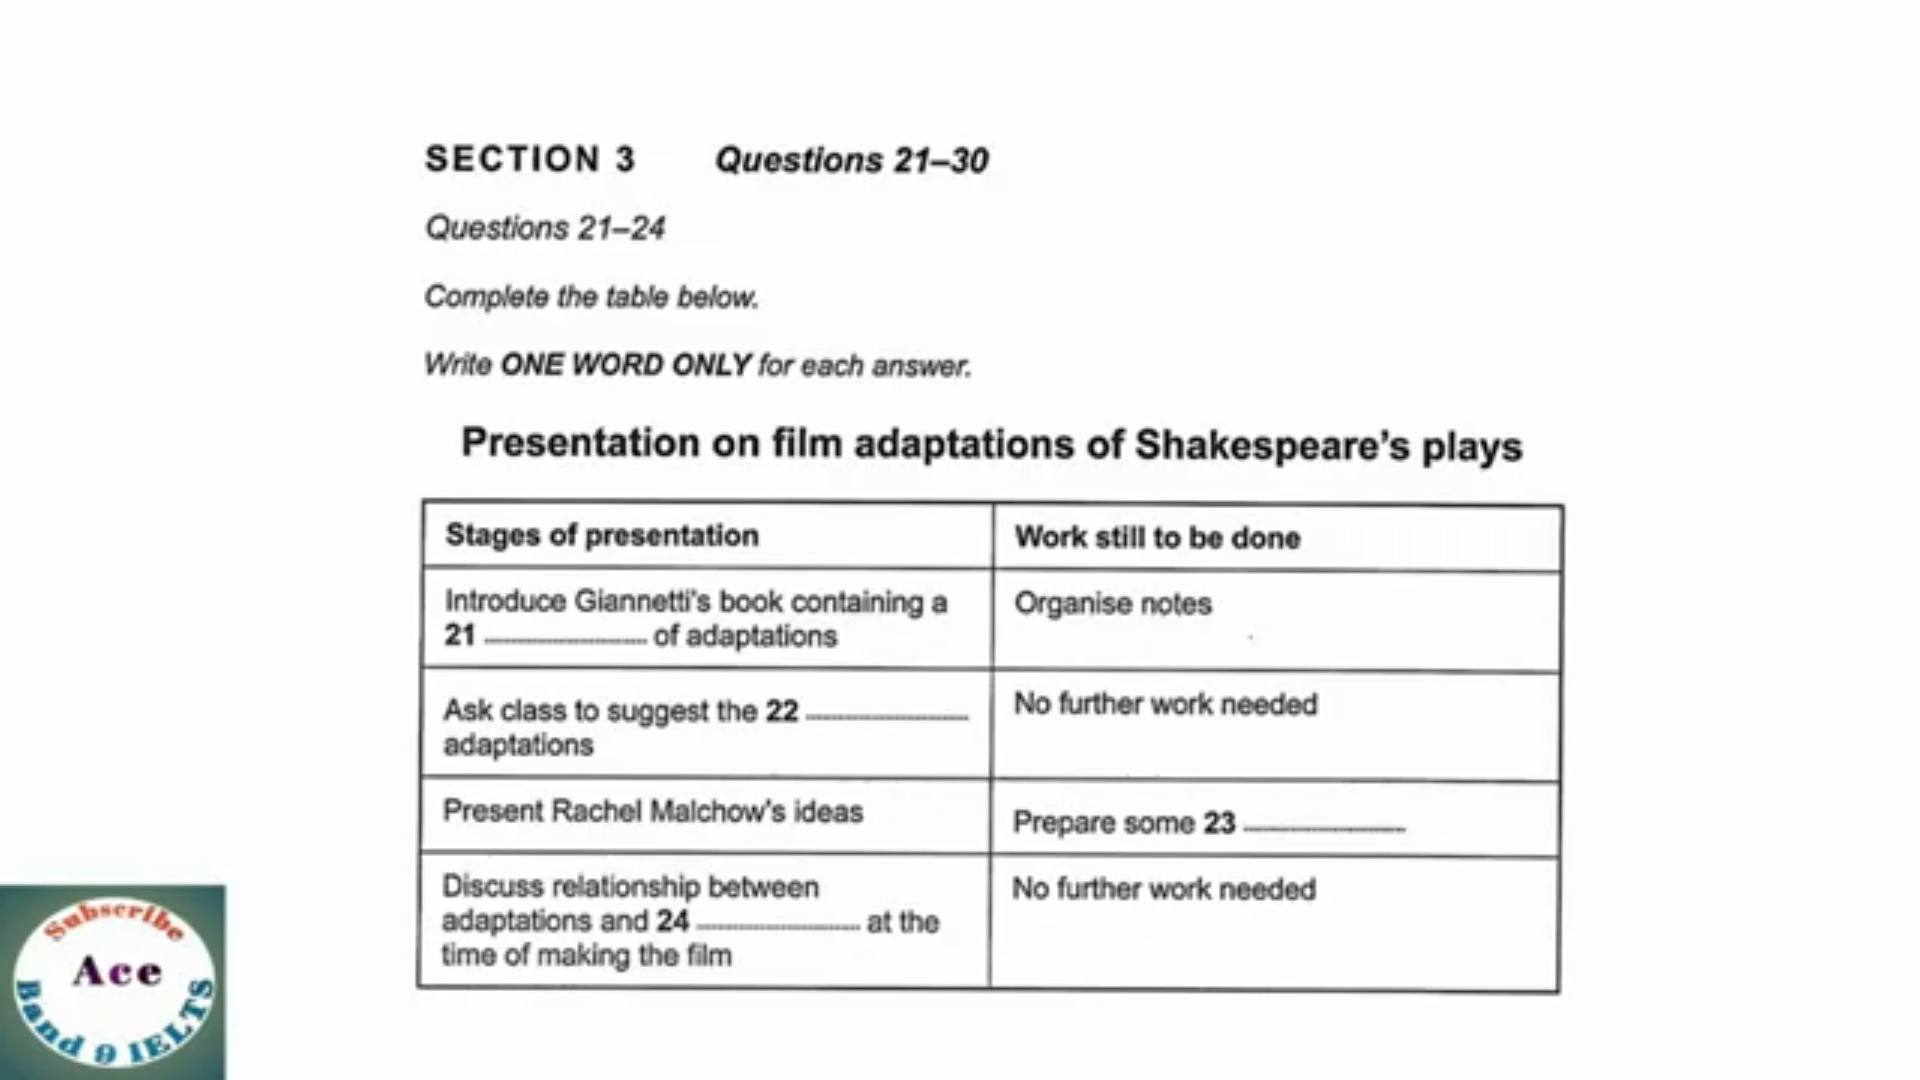 SECTION 3 Questions 21–30
Questions 21–24
Complete the table below.
Write ONE WORD ONLY for each answer.
Presentation on film adaptations of Shakespeare's plays
Stages of presentation
Work still to be done
Introduce Giannetti's book containing a
21 .................... of adaptations
Organise notes
Ask class to suggest the 22 ....................
adaptations
No further work needed
Present Rachel Malchow's ideas
Prepare some 23 ....................
Discuss relationship between
adaptations and 24 .................... at the
time of making the film
No further work needed
Subscribe
Ace
Band 9 IELTS